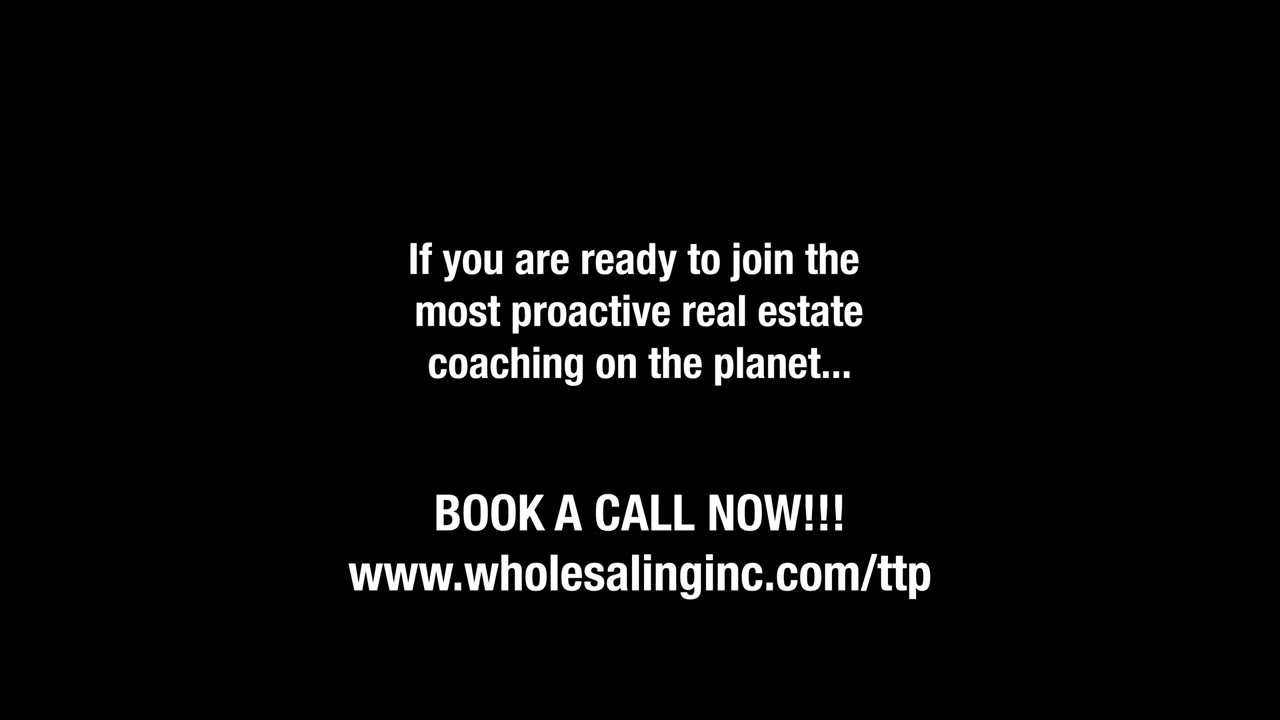 If you are ready to join the
most proactive real estate
coaching on the planet...
BOOK A CALL NOW!!!
www.wholesalinginc.com/ttp